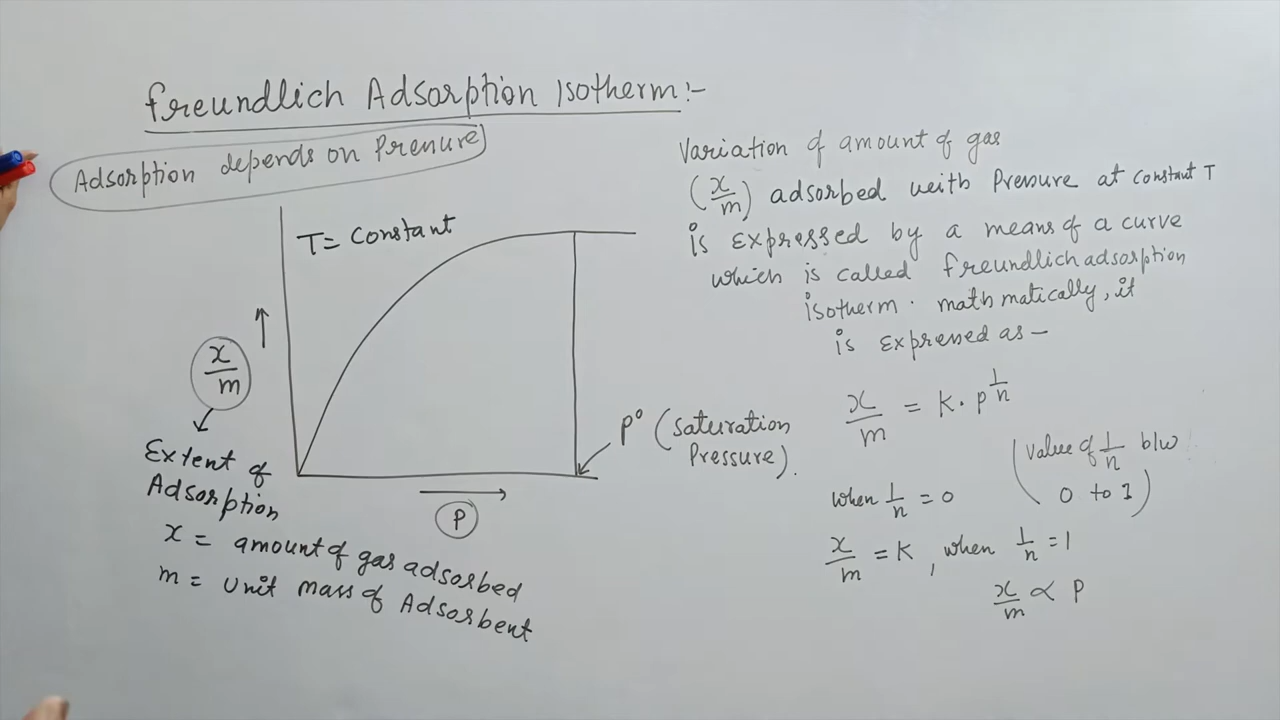 Freundlich Adsorption Isotherm:-
Adsorption depends on Pressure
T = Constant
x/m
Extent of
Adsorption
P
P° (Saturation
Pressure).
x = amount of gas adsorbed
m = Unit Mass of Adsorbent
Variation of amount of gas
(x/m) adsorbed with Pressure at constant T
is expressed by a means of a curve
which is called freundlich adsorption
isotherm. mathmatically, it
is expressed as –
x/m = K. P^1/n
(Value of 1/n b/w
0 to 1)
when 1/n = 0
x/m = K, when 1/n = 1
x/m ∝ P